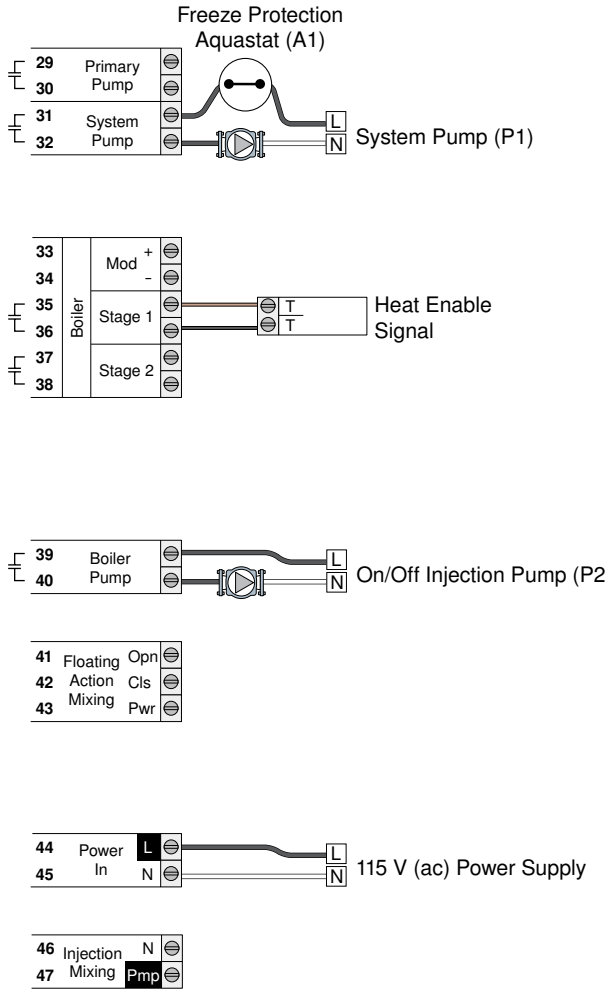 Freeze Protection
Aquastat (A1)
29 Primary
30 Pump
31 System
32 Pump
L
N
System Pump (P1)
33 Mod +
34 −
35 Stage 1
36
37 Stage 2
38
Boiler
T
T
Heat Enable
Signal
39 Boiler
40 Pump
L
N
On/Off Injection Pump (P2
41 Floating Opn
42 Action Cls
43 Mixing Pwr
44 Power L
45 In N
L
N
115 V (ac) Power Supply
46 Injection N
47 Mixing Pmp